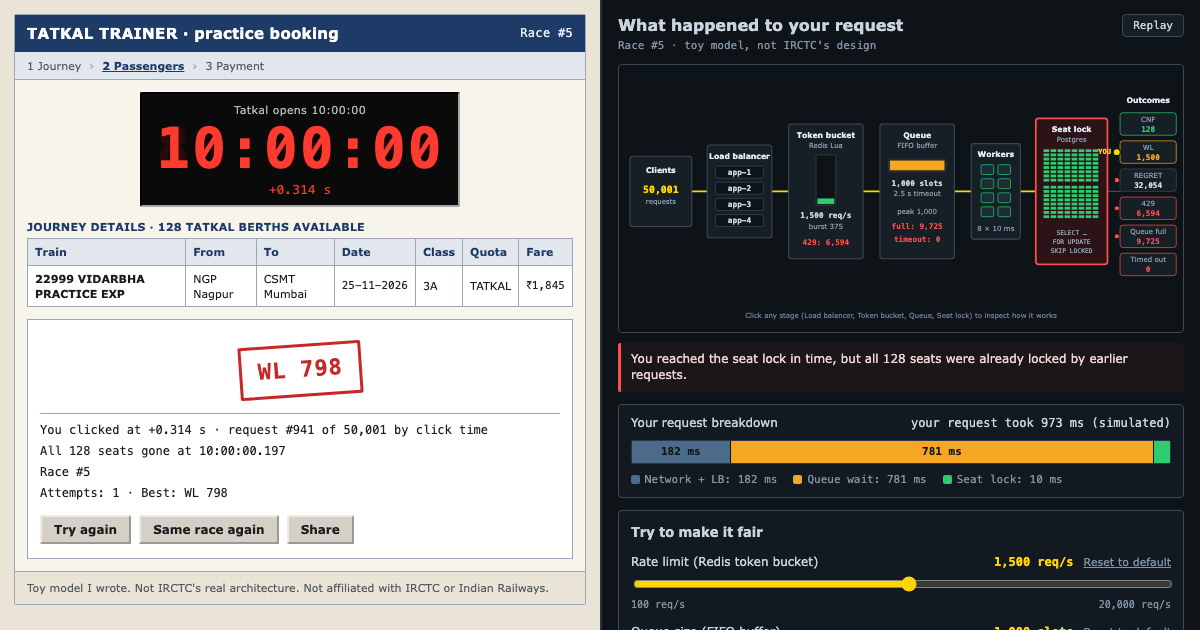 TATKAL TRAINER · practice booking
Race #5
1 Journey › 2 Passengers › 3 Payment
Tatkal opens 10:00:00
10:00:00
+0.314 s
JOURNEY DETAILS · 128 TATKAL BERTHS AVAILABLE
Train From To Date Class Quota Fare
22999 VIDARBHA PRACTICE EXP NGP Nagpur CSMT Mumbai 25-11-2026 3A TATKAL ₹1,845
WL 798
You clicked at +0.314 s · request #941 of 50,001 by click time
All 128 seats gone at 10:00:00.197
Race #5
Attempts: 1 · Best: WL 798
Try again Same race again Share
Toy model I wrote. Not IRCTC's real architecture. Not affiliated with IRCTC or Indian Railways.
What happened to your request
Replay
Race #5 · toy model, not IRCTC's design
Clients
50,001
requests
Load balancer
app-1
app-2
app-3
app-4
Token bucket
Redis Lua
1,500 req/s
burst 375
429: 6,594
Queue
FIFO buffer
1,000 slots
2.5 s timeout
peak 1,000
full: 9,725
timeout: 0
Workers
8 × 10 ms
Seat lock
Postgres
SELECT …
FOR UPDATE
SKIP LOCKED
YOU
Outcomes
CNF
128
WL
1,500
REGRET
32,054
429
6,594
Queue full
9,725
Timed out
0
Click any stage (Load balancer, Token bucket, Queue, Seat lock) to inspect how it works
You reached the seat lock in time, but all 128 seats were already locked by earlier
requests.
Your request breakdown
your request took 973 ms (simulated)
182 ms
781 ms
Network + LB: 182 ms Queue wait: 781 ms Seat lock: 10 ms
Try to make it fair
Rate limit (Redis token bucket) 1,500 req/s Reset to default
100 req/s 20,000 req/s
Queue size (FIFO buffer) 1,000 slots Reset to default